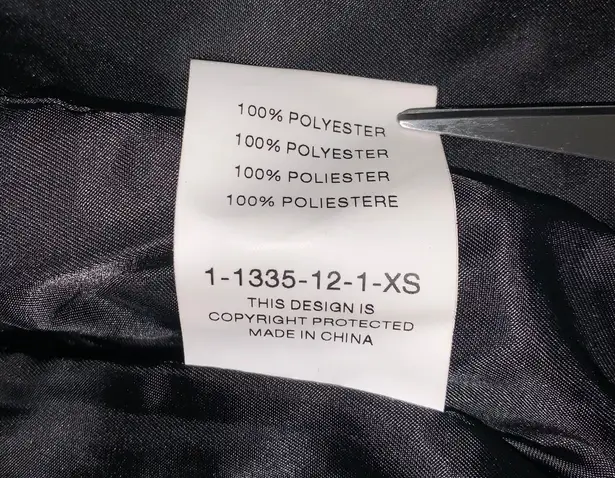 100% POLYESTER
100% POLYESTER
100% POLIESTER
100% POLIESTERE
1-1335-12-1-XS
THIS DESIGN IS
COPYRIGHT PROTECTED
MADE IN CHINA